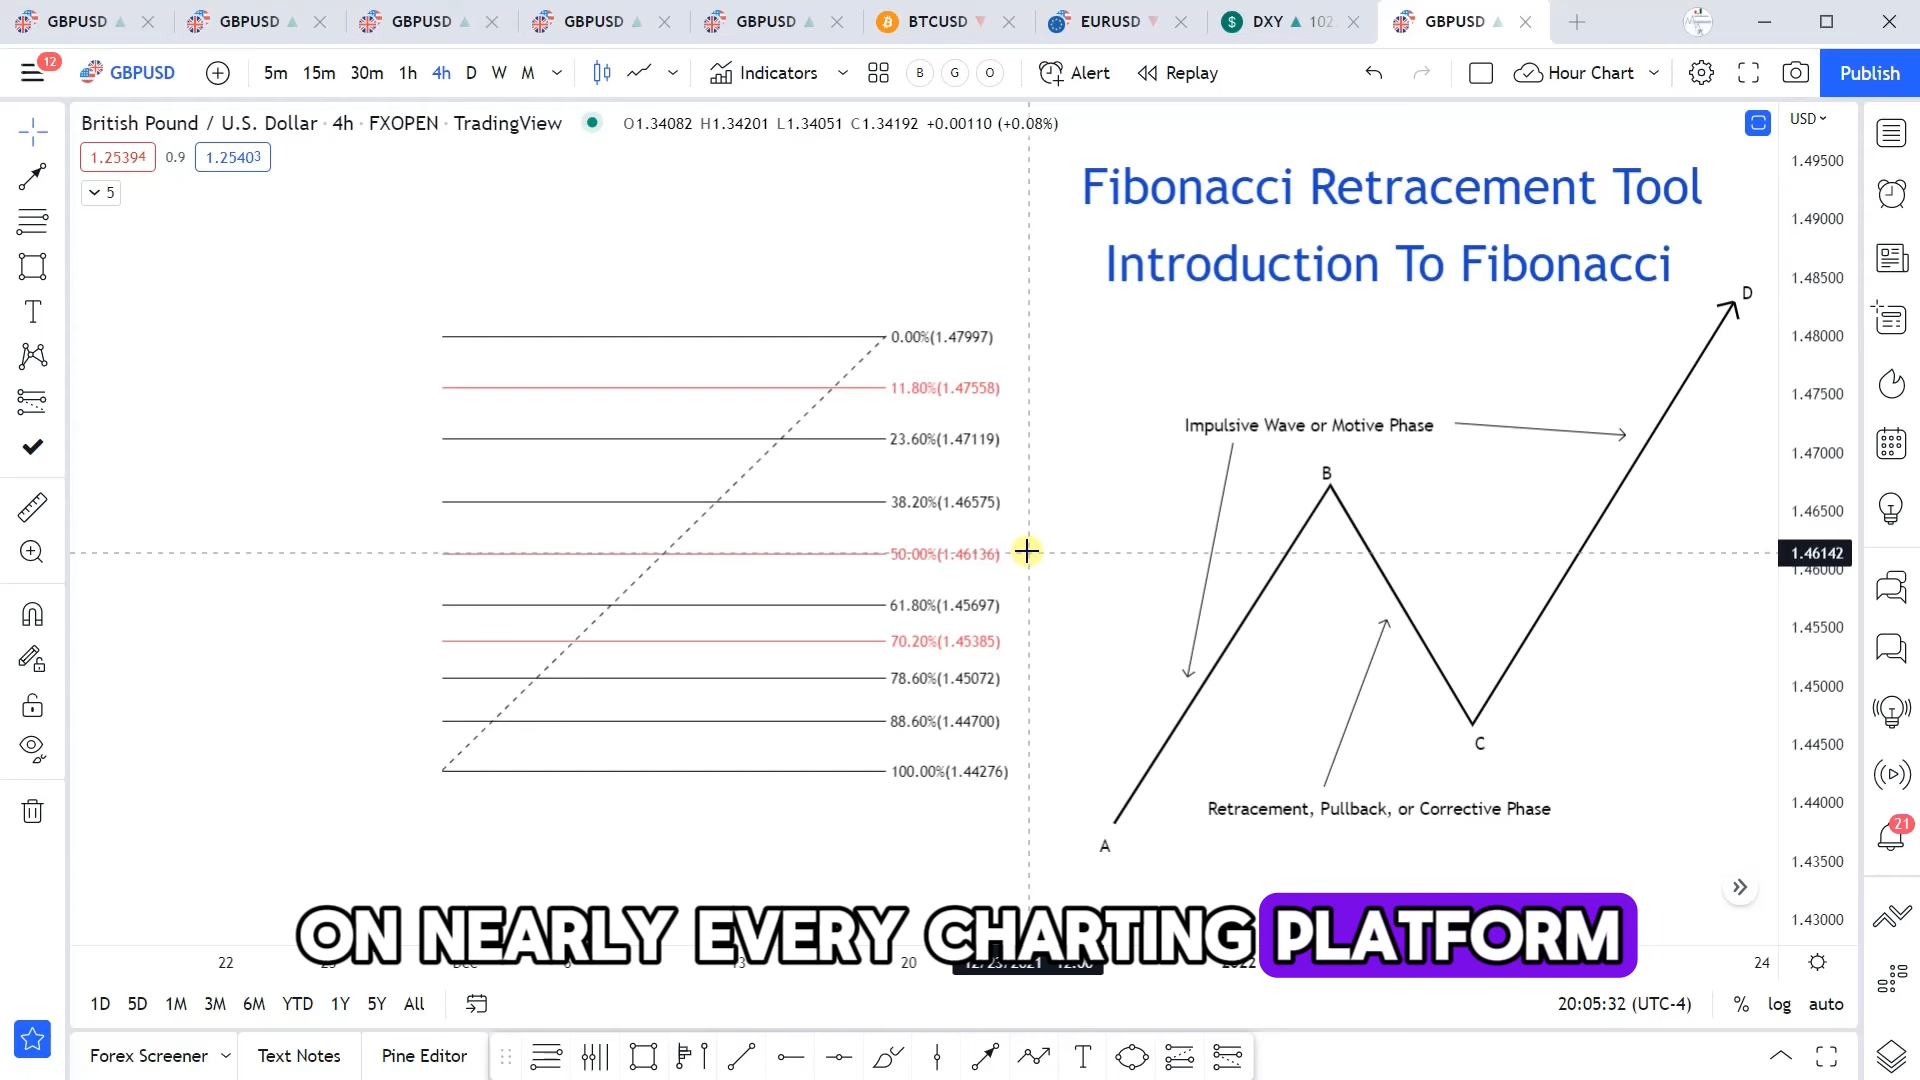 GBPUSD GBPUSD GBPUSD GBPUSD GBPUSD BTCUSD EURUSD DXY 102 GBPUSD
12 GBPUSD 5m 15m 30m 1h 4h D W M Indicators B G O Alert Replay Hour Chart Publish
British Pound / U.S. Dollar · 4h · FXOPEN · TradingView O1.34082 H1.34201 L1.34051 C1.34192 +0.00110 (+0.08%) USD
1.25394 0.9 1.25403
5
Fibonacci Retracement Tool
Introduction To Fibonacci
0.00%(1.47997)
11.80%(1.47558)
23.60%(1.47119)
38.20%(1.46575)
50.00%(1.46136)
61.80%(1.45697)
70.20%(1.45385)
78.60%(1.45072)
88.60%(1.44700)
100.00%(1.44276)
D
Impulsive Wave or Motive Phase
B
C
Retracement, Pullback, or Corrective Phase
A
1.49500
1.49000
1.48500
1.48000
1.47500
1.47000
1.46500
1.46142
1.46000
1.45500
1.45000
1.44500
1.44000
1.43500
1.43000
21
ON NEARLY EVERY CHARTING PLATFORM
22 13 20 24
1D 5D 1M 3M 6M YTD 1Y 5Y All 20:05:32 (UTC-4) % log auto
Forex Screener Text Notes Pine Editor